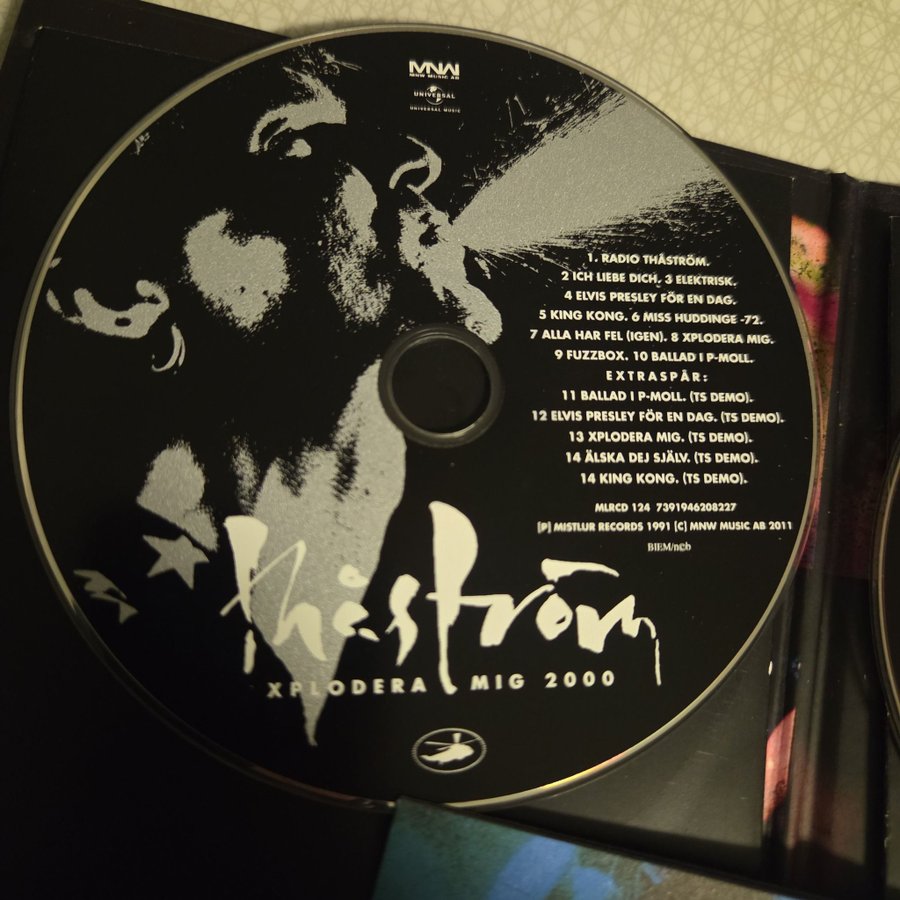 MNW
MNW MUSIC AB
UNIVERSAL
UNIVERSAL MUSIC
1. RADIO THÅSTRÖM.
2 ICH LIEBE DICH, 3 ELEKTRISK.
4 ELVIS PRESLEY FÖR EN DAG.
5 KING KONG. 6 MISS HUDDINGE -72.
7 ALLA HAR FEL (IGEN). 8 XPLODERA MIG.
9 FUZZBOX. 10 BALLAD I P-MOLL.
EXTRASPÅR:
11 BALLAD I P-MOLL. (TS DEMO).
12 ELVIS PRESLEY FÖR EN DAG. (TS DEMO).
13 XPLODERA MIG. (TS DEMO).
14 ÄLSKA DEJ SJÄLV. (TS DEMO).
14 KING KONG. (TS DEMO).
MLRCD 124 7391946208227
[P] MISTLUR RECORDS 1991 [C] MNW MUSIC AB 2011
BIEM/ncb
thåström
XPLODERA MIG 2000